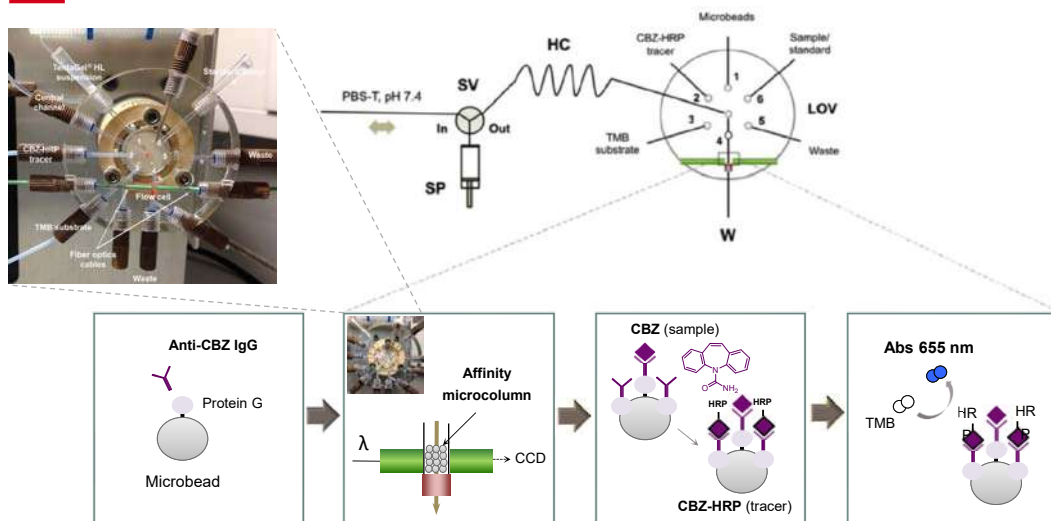 TentaGel® HL
suspension
Central
channel
CBZ-HRP
tracer
Waste
Flow cell
TMB substrate
Fiber optics
cables
Waste
PBS-T, pH 7.4
SV
In
Out
SP
HC
Microbeads
CBZ-HRP
tracer
Sample/
standard
1
2
6
3
5
4
LOV
TMB
substrate
Waste
W
Anti-CBZ IgG
Protein G
Microbead
Affinity
microcolumn
λ
CCD
CBZ (sample)
N
O
NH₂
HRP
HRP
CBZ-HRP (tracer)
Abs 655 nm
TMB
HR
P
HR
P